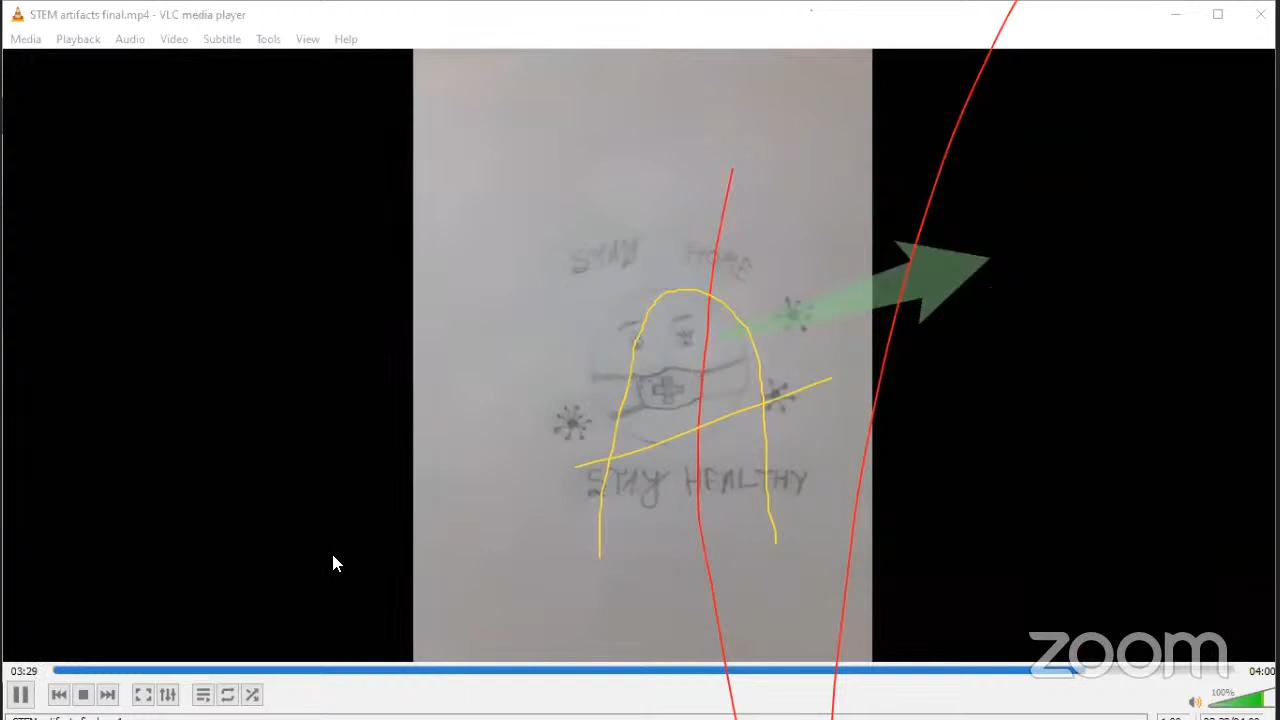 STEM artifacts final.mp4 - VLC media player
Media Playback Audio Video Subtitle Tools View Help
STAY HOME
STAY HEALTHY
zoom
03:29
04:00
100%